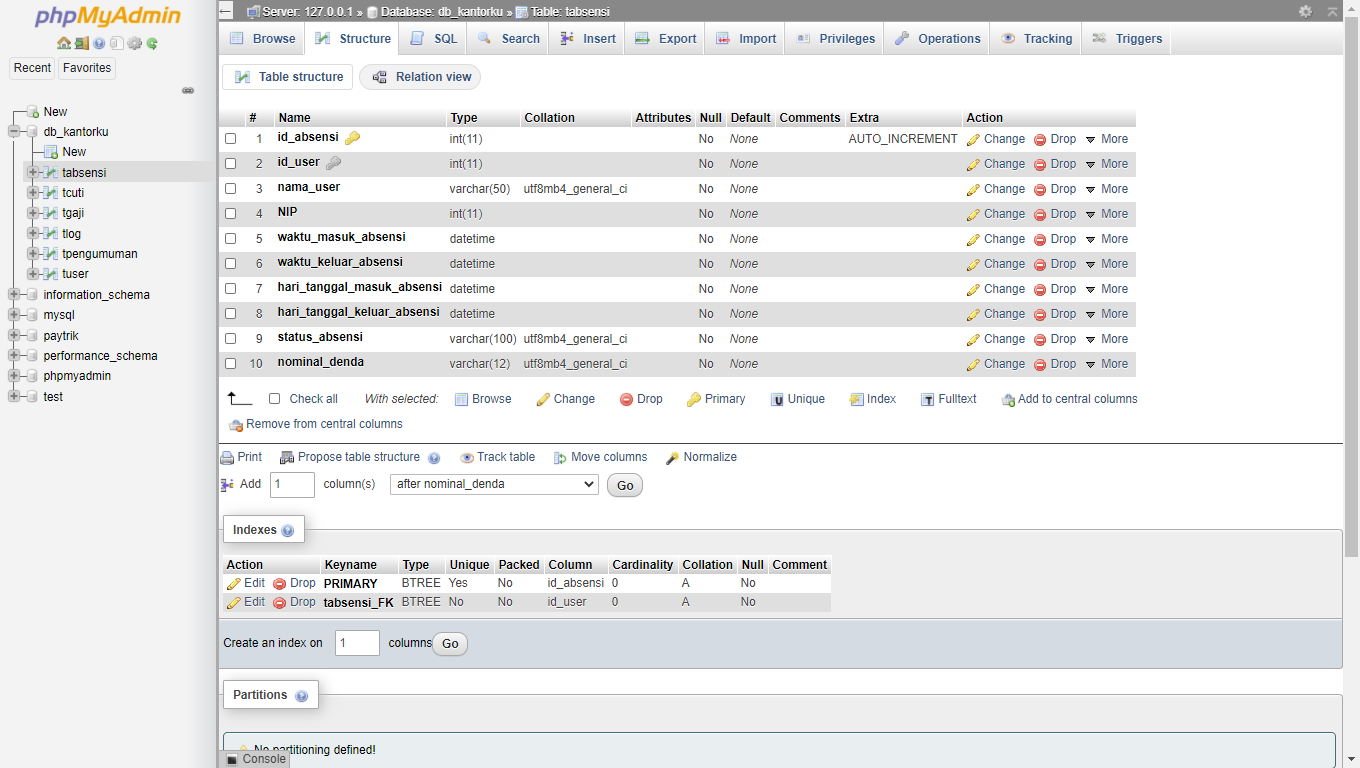 phpMyAdmin
Recent Favorites
New
db_kantorku
New
tabsensi
tcuti
tgaji
tlog
tpengumuman
tuser
information_schema
mysql
paytrik
performance_schema
phpmyadmin
test
Server: 127.0.0.1 » Database: db_kantorku » Table: tabsensi
Browse Structure SQL Search Insert Export Import Privileges Operations Tracking Triggers
Table structure Relation view
# Name Type Collation Attributes Null Default Comments Extra Action
1 id_absensi int(11) No None AUTO_INCREMENT Change Drop More
2 id_user int(11) No None Change Drop More
3 nama_user varchar(50) utf8mb4_general_ci No None Change Drop More
4 NIP int(11) No None Change Drop More
5 waktu_masuk_absensi datetime No None Change Drop More
6 waktu_keluar_absensi datetime No None Change Drop More
7 hari_tanggal_masuk_absensi datetime No None Change Drop More
8 hari_tanggal_keluar_absensi datetime No None Change Drop More
9 status_absensi varchar(100) utf8mb4_general_ci No None Change Drop More
10 nominal_denda varchar(12) utf8mb4_general_ci No None Change Drop More
Check all With selected: Browse Change Drop Primary Unique Index Fulltext Add to central columns
Remove from central columns
Print Propose table structure Track table Move columns Normalize
Add 1 column(s) after nominal_denda Go
Indexes
Action Keyname Type Unique Packed Column Cardinality Collation Null Comment
Edit Drop PRIMARY BTREE Yes No id_absensi 0 A No
Edit Drop tabsensi_FK BTREE No No id_user 0 A No
Create an index on 1 columns Go
Partitions
No partitioning defined!
Console